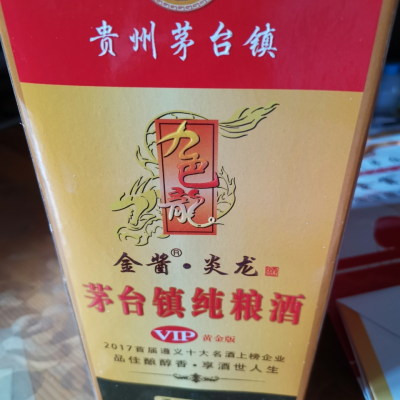 贵州茅台镇
九色龍
金酱®·炎龙
茅台镇纯粮酒
VIP 黄金版
2017首届遵义十大名酒上榜企业
品佳酿醇香·享酒世人生